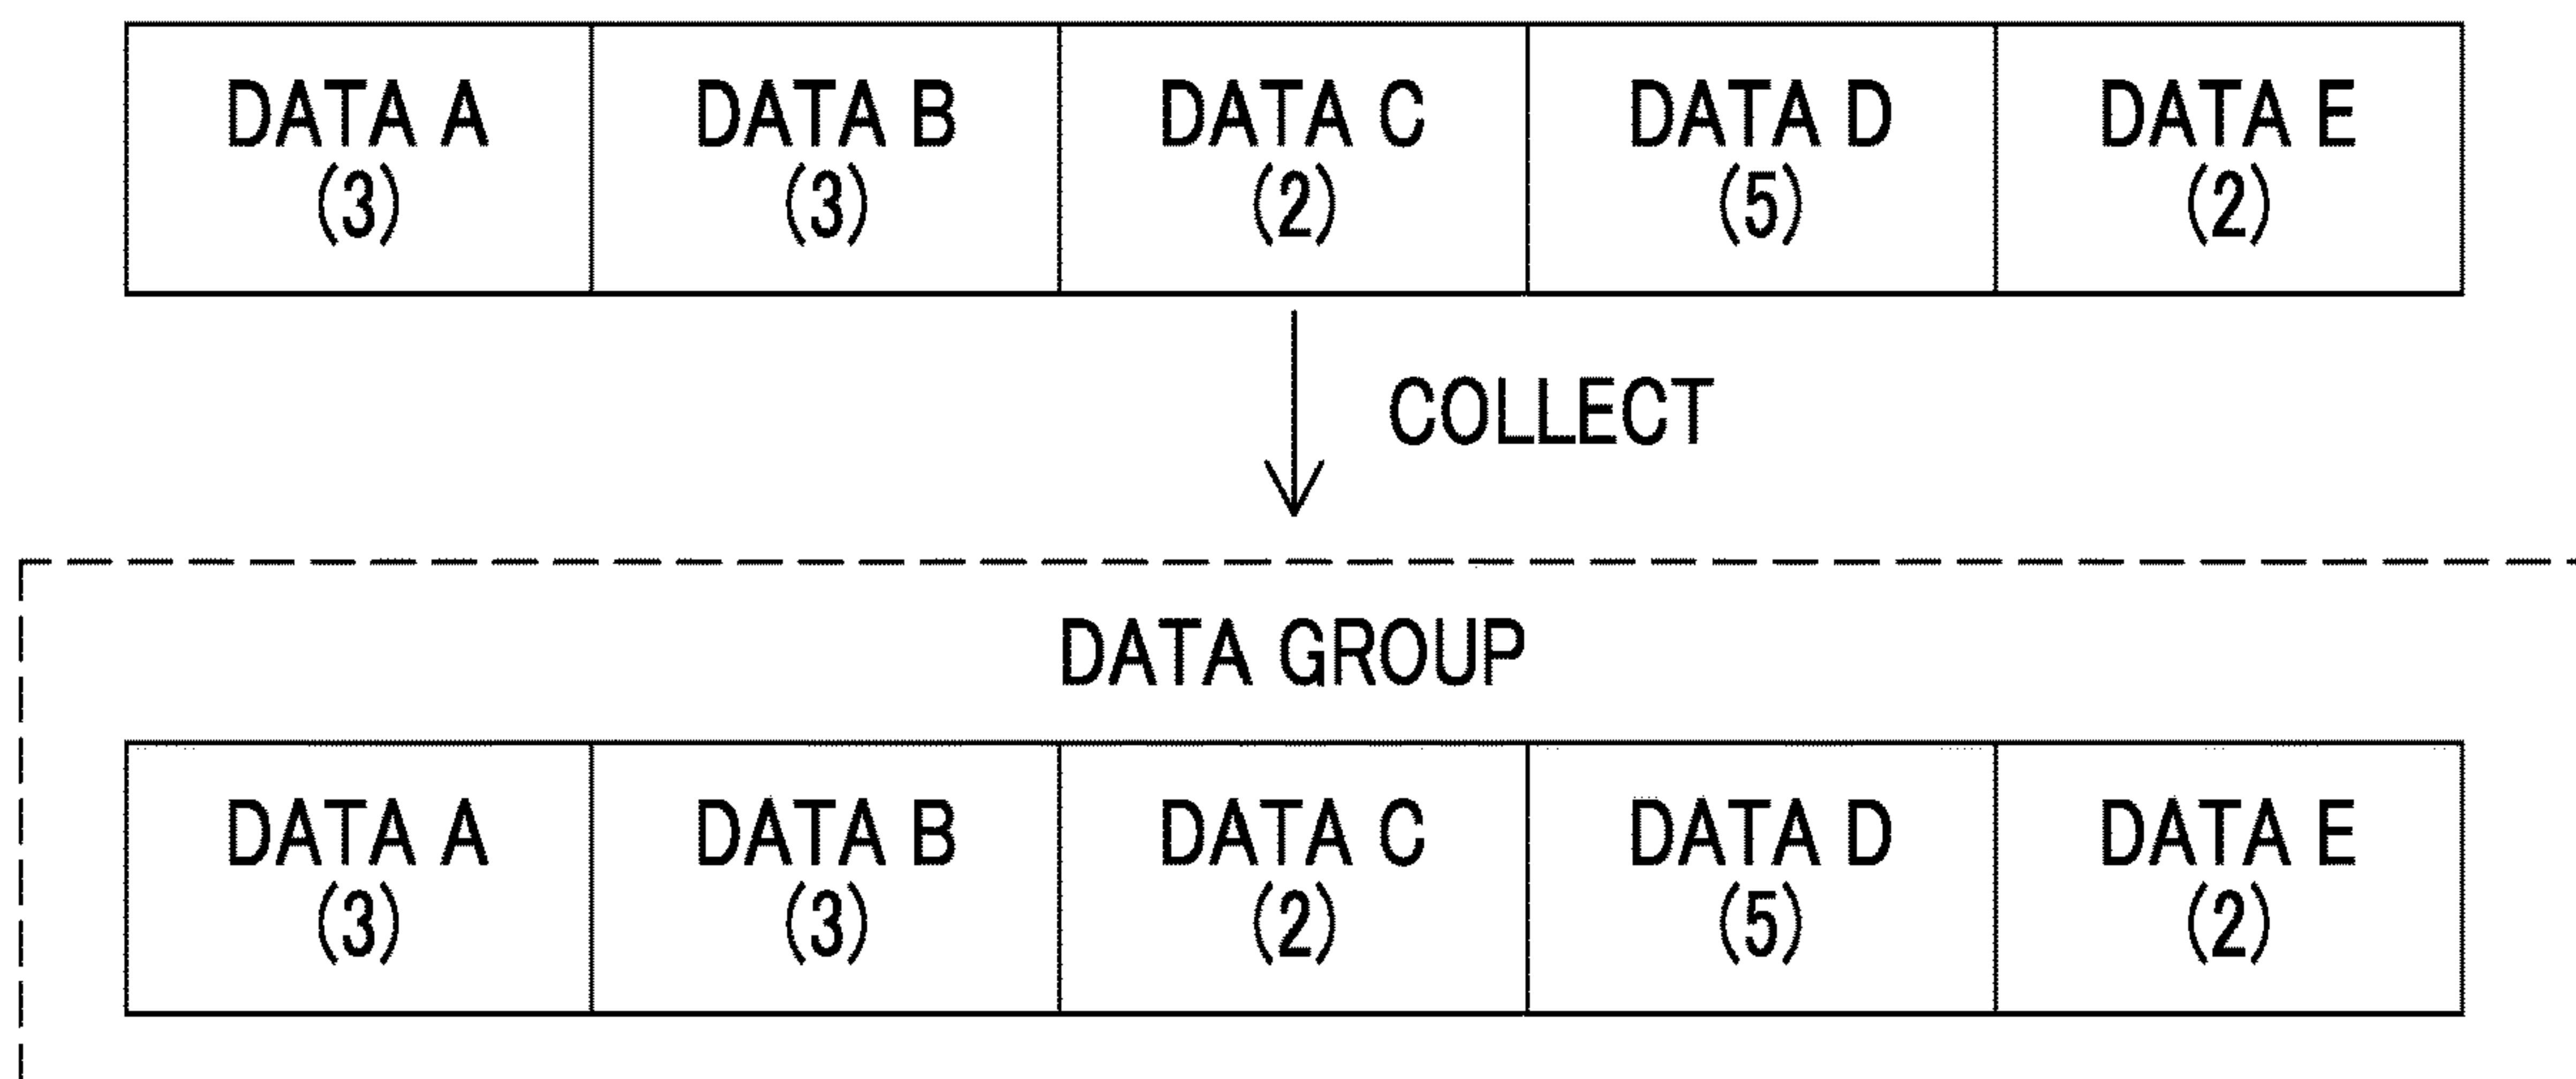 DATA A DATA B DATA C DATA D DATA E
(3) (3) (2) (5) (2)
COLLECT
DATA GROUP
DATA A DATA B DATA C DATA D DATA E
(3) (3) (2) (5) (2)